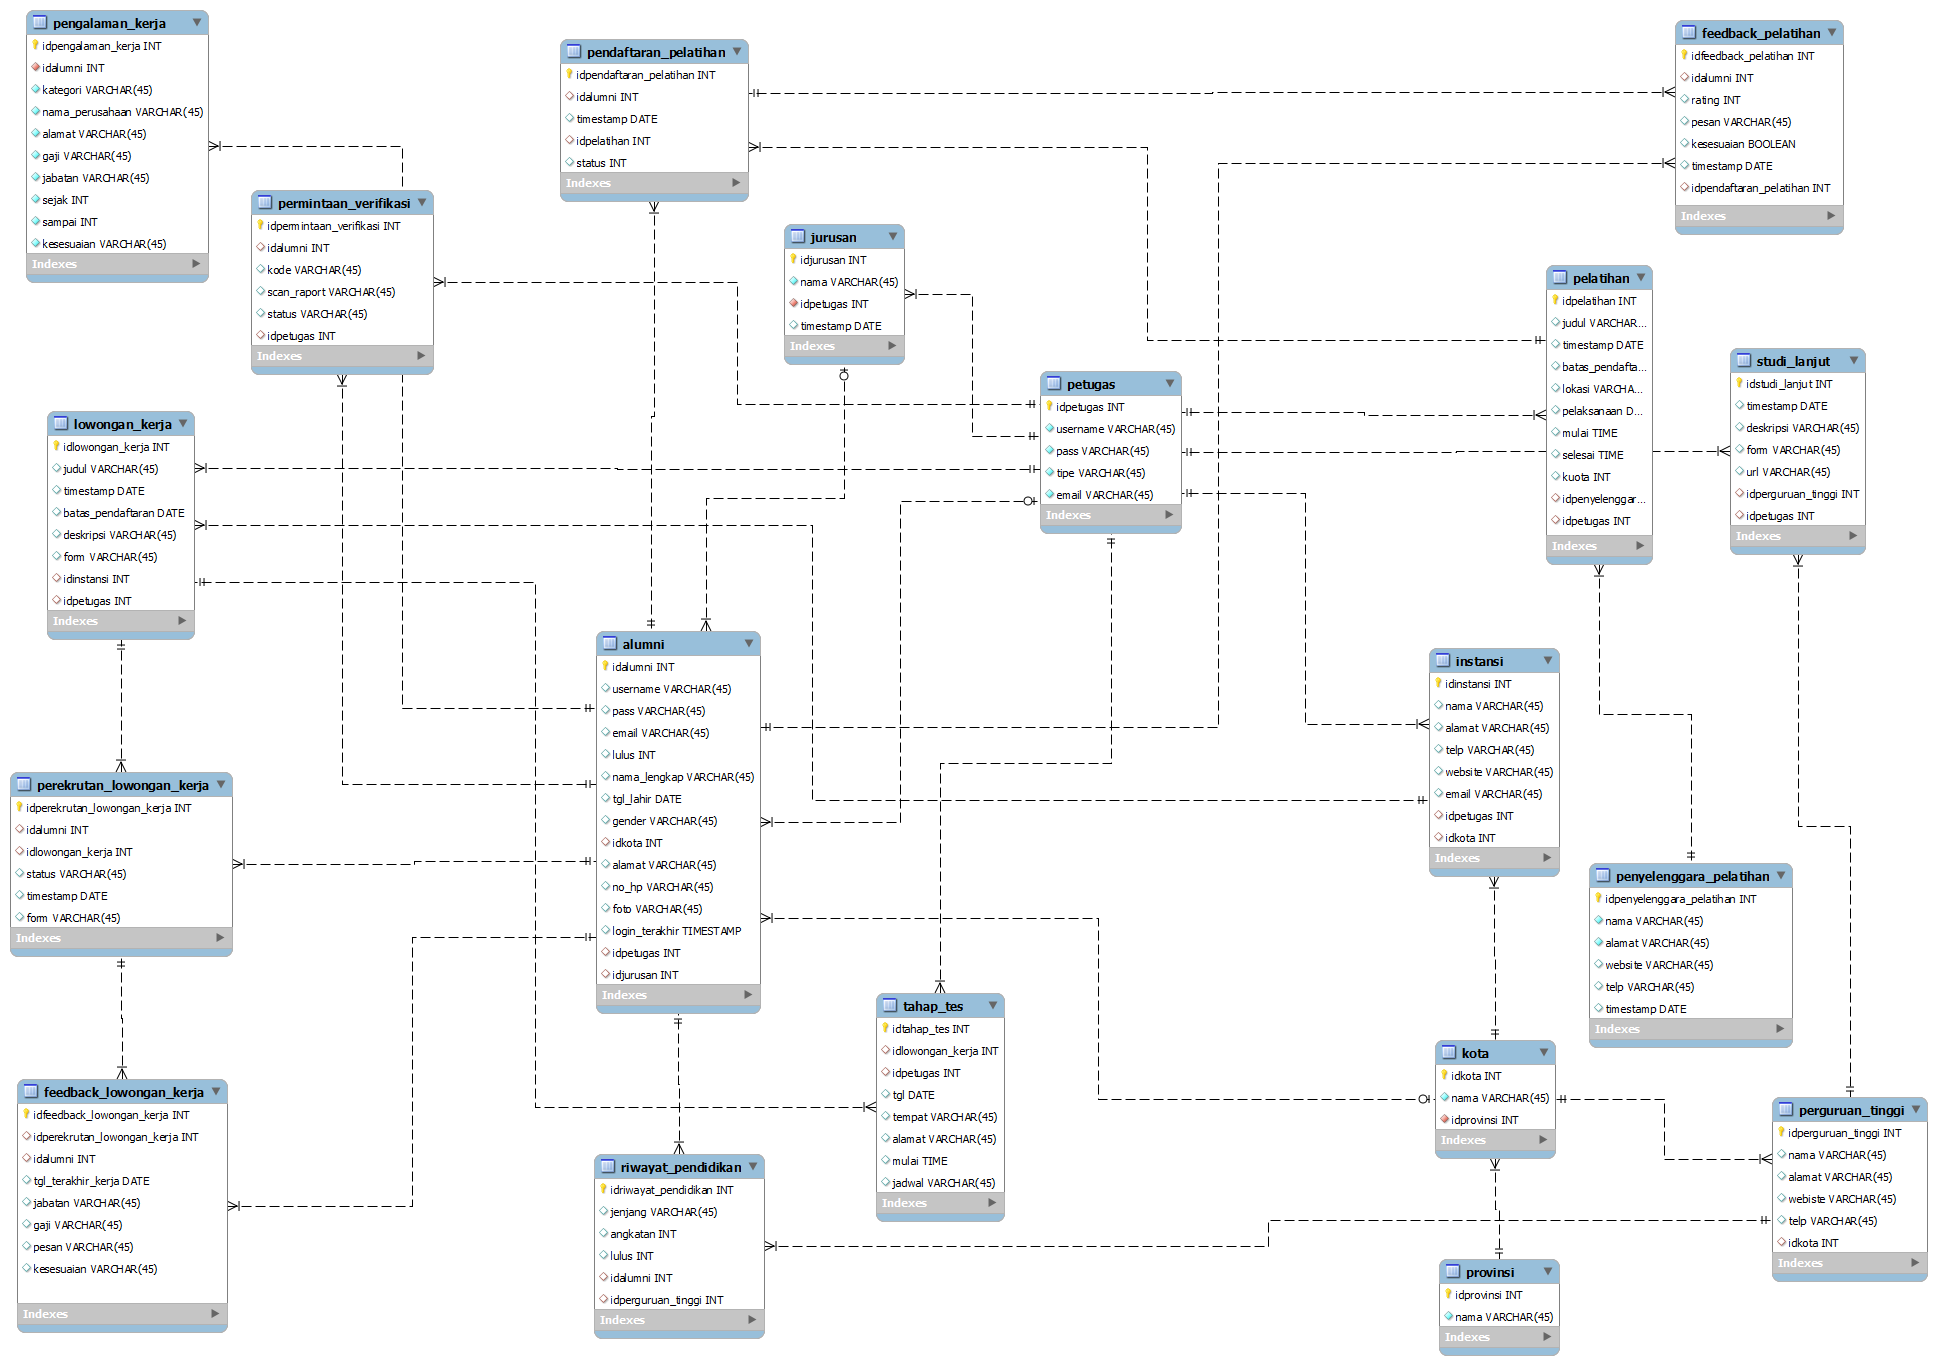 pengalaman_kerja
idpengalaman_kerja INT
idalumni INT
kategori VARCHAR(45)
nama_perusahaan VARCHAR(45)
alamat VARCHAR(45)
gaji VARCHAR(45)
jabatan VARCHAR(45)
sejak INT
sampai INT
kesesuaian VARCHAR(45)
Indexes
pendaftaran_pelatihan
idpendaftaran_pelatihan INT
idalumni INT
timestamp DATE
idpelatihan INT
status INT
Indexes
feedback_pelatihan
idfeedback_pelatihan INT
idalumni INT
rating INT
pesan VARCHAR(45)
kesesuaian BOOLEAN
timestamp DATE
idpendaftaran_pelatihan INT
Indexes
permintaan_verifikasi
idpermintaan_verifikasi INT
idalumni INT
kode VARCHAR(45)
scan_raport VARCHAR(45)
status VARCHAR(45)
idpetugas INT
Indexes
jurusan
idjurusan INT
nama VARCHAR(45)
idpetugas INT
timestamp DATE
Indexes
pelatihan
idpelatihan INT
judul VARCHAR...
timestamp DATE
batas_pendafta...
lokasi VARCHA...
pelaksanaan D...
mulai TIME
selesai TIME
kuota INT
idpenyelenggar...
idpetugas INT
Indexes
studi_lanjut
idstudi_lanjut INT
timestamp DATE
deskripsi VARCHAR(45)
form VARCHAR(45)
url VARCHAR(45)
idperguruan_tinggi INT
idpetugas INT
Indexes
petugas
idpetugas INT
username VARCHAR(45)
pass VARCHAR(45)
tipe VARCHAR(45)
email VARCHAR(45)
Indexes
lowongan_kerja
idlowongan_kerja INT
judul VARCHAR(45)
timestamp DATE
batas_pendaftaran DATE
deskripsi VARCHAR(45)
form VARCHAR(45)
idinstansi INT
idpetugas INT
Indexes
alumni
idalumni INT
username VARCHAR(45)
pass VARCHAR(45)
email VARCHAR(45)
lulus INT
nama_lengkap VARCHAR(45)
tgl_lahir DATE
gender VARCHAR(45)
idkota INT
alamat VARCHAR(45)
no_hp VARCHAR(45)
foto VARCHAR(45)
login_terakhir TIMESTAMP
idpetugas INT
idjurusan INT
Indexes
instansi
idinstansi INT
nama VARCHAR(45)
alamat VARCHAR(45)
telp VARCHAR(45)
website VARCHAR(45)
email VARCHAR(45)
idpetugas INT
idkota INT
Indexes
perekrutan_lowongan_kerja
idperekrutan_lowongan_kerja INT
idalumni INT
idlowongan_kerja INT
status VARCHAR(45)
timestamp DATE
form VARCHAR(45)
Indexes
penyelenggara_pelatihan
idpenyelenggara_pelatihan INT
nama VARCHAR(45)
alamat VARCHAR(45)
website VARCHAR(45)
telp VARCHAR(45)
timestamp DATE
Indexes
tahap_tes
idtahap_tes INT
idlowongan_kerja INT
idpetugas INT
tgl DATE
tempat VARCHAR(45)
alamat VARCHAR(45)
mulai TIME
jadwal VARCHAR(45)
Indexes
kota
idkota INT
nama VARCHAR(45)
idprovinsi INT
Indexes
feedback_lowongan_kerja
idfeedback_lowongan_kerja INT
idperekrutan_lowongan_kerja INT
idalumni INT
tgl_terakhir_kerja DATE
jabatan VARCHAR(45)
gaji VARCHAR(45)
pesan VARCHAR(45)
kesesuaian VARCHAR(45)
Indexes
perguruan_tinggi
idperguruan_tinggi INT
nama VARCHAR(45)
alamat VARCHAR(45)
webiste VARCHAR(45)
telp VARCHAR(45)
idkota INT
Indexes
riwayat_pendidikan
idriwayat_pendidikan INT
jenjang VARCHAR(45)
angkatan INT
lulus INT
idalumni INT
idperguruan_tinggi INT
Indexes
provinsi
idprovinsi INT
nama VARCHAR(45)
Indexes